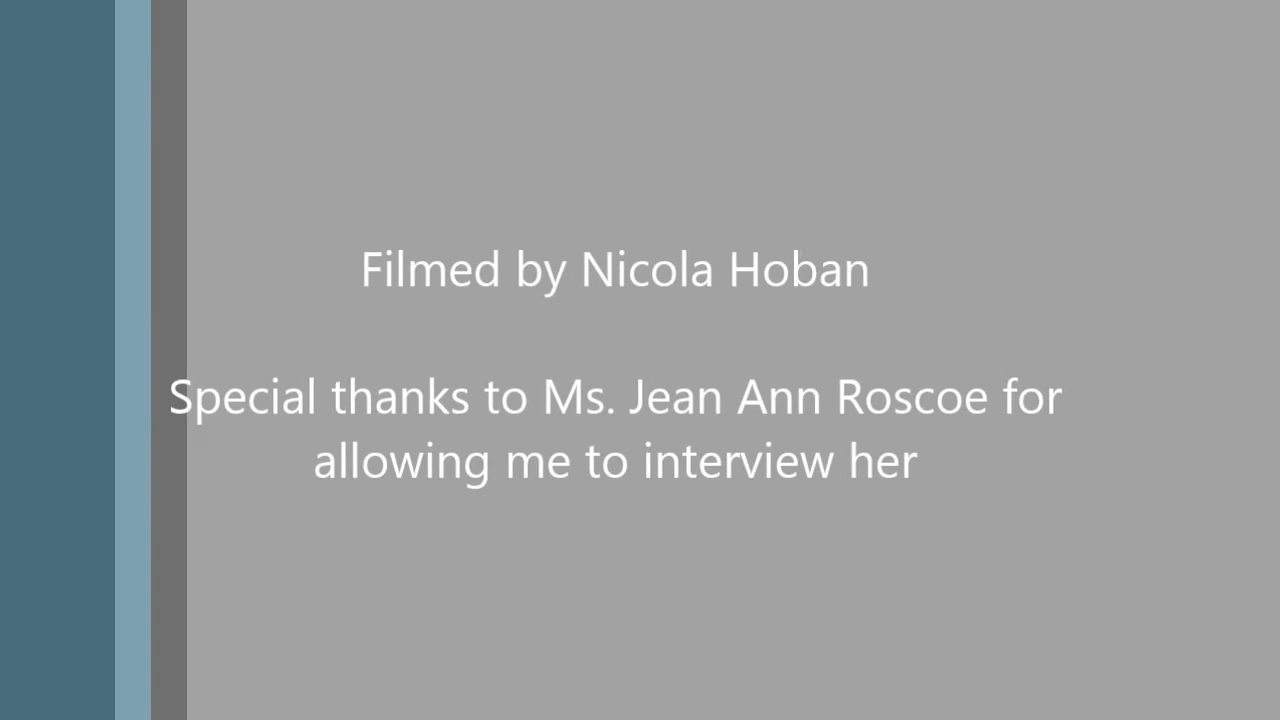 Filmed by Nicola Hoban
Special thanks to Ms. Jean Ann Roscoe for
allowing me to interview her